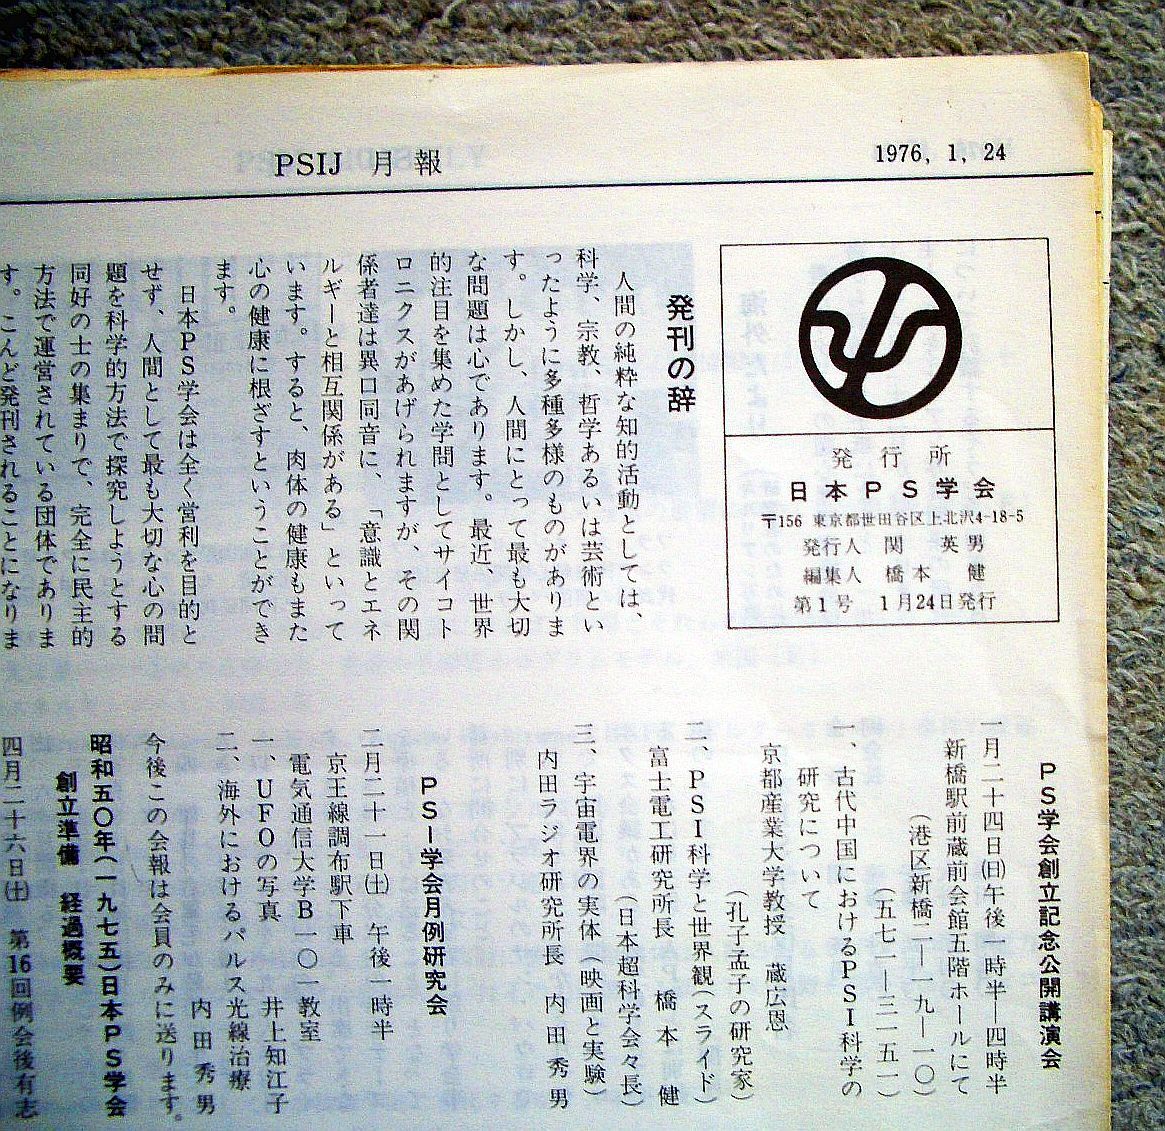 PSIJ 月報
1976, 1, 24
発行所
日本PS学会
〒156 東京都世田谷区上北沢4-18-5
発行人 関 英男
編集人 橋本 健
第1号 1月24日発行
発刊の辞
人間の純粋な知的活動としては、
科学、宗教、哲学あるいは芸術とい
ったように多種多様のものがありま
す。しかし、人間にとって最も大切
な問題は心であります。最近、世界
的注目を集めた学問としてサイコト
ロニクスがあげられますが、その関
係者達は異口同音に、「意識とエネ
ルギーと相互関係がある」といって
います。すると、肉体の健康もまた
心の健康に根ざすということができ
ます。
日本PS学会は全く営利を目的と
せず、人間として最も大切な心の問
題を科学的方法で探究しようとする
同好の士の集まりで、完全に民主的
方法で運営されている団体でありま
す。こんど発刊されることになりま
PS学会創立記念公開講演会
一月二十四日(日)午後一時半—四時半
新橋駅前蔵前会館五階ホールにて
(港区新橋二—一九—一〇)
(五七一—三一五一)
一、古代中国におけるPSI科学の
研究について
京都産業大学教授 蔵広恩
(孔子孟子の研究家)
二、PSI科学と世界観(スライド)
富士電工研究所長 橋本 健
(日本超科学会々長)
三、宇宙電界の実体(映画と実験)
内田ラジオ研究所長 内田秀男
PSI学会月例研究会
二月二十一日(土) 午後一時半
京王線調布駅下車
電気通信大学B一〇一教室
一、UFOの写真 井上知江子
二、海外におけるパルス光線治療
内田秀男
今後この会報は会員のみに送ります。
昭和五〇年(一九七五)日本PS学会
創立準備 経過概要
四月二十六日(土) 第16回例会後有志